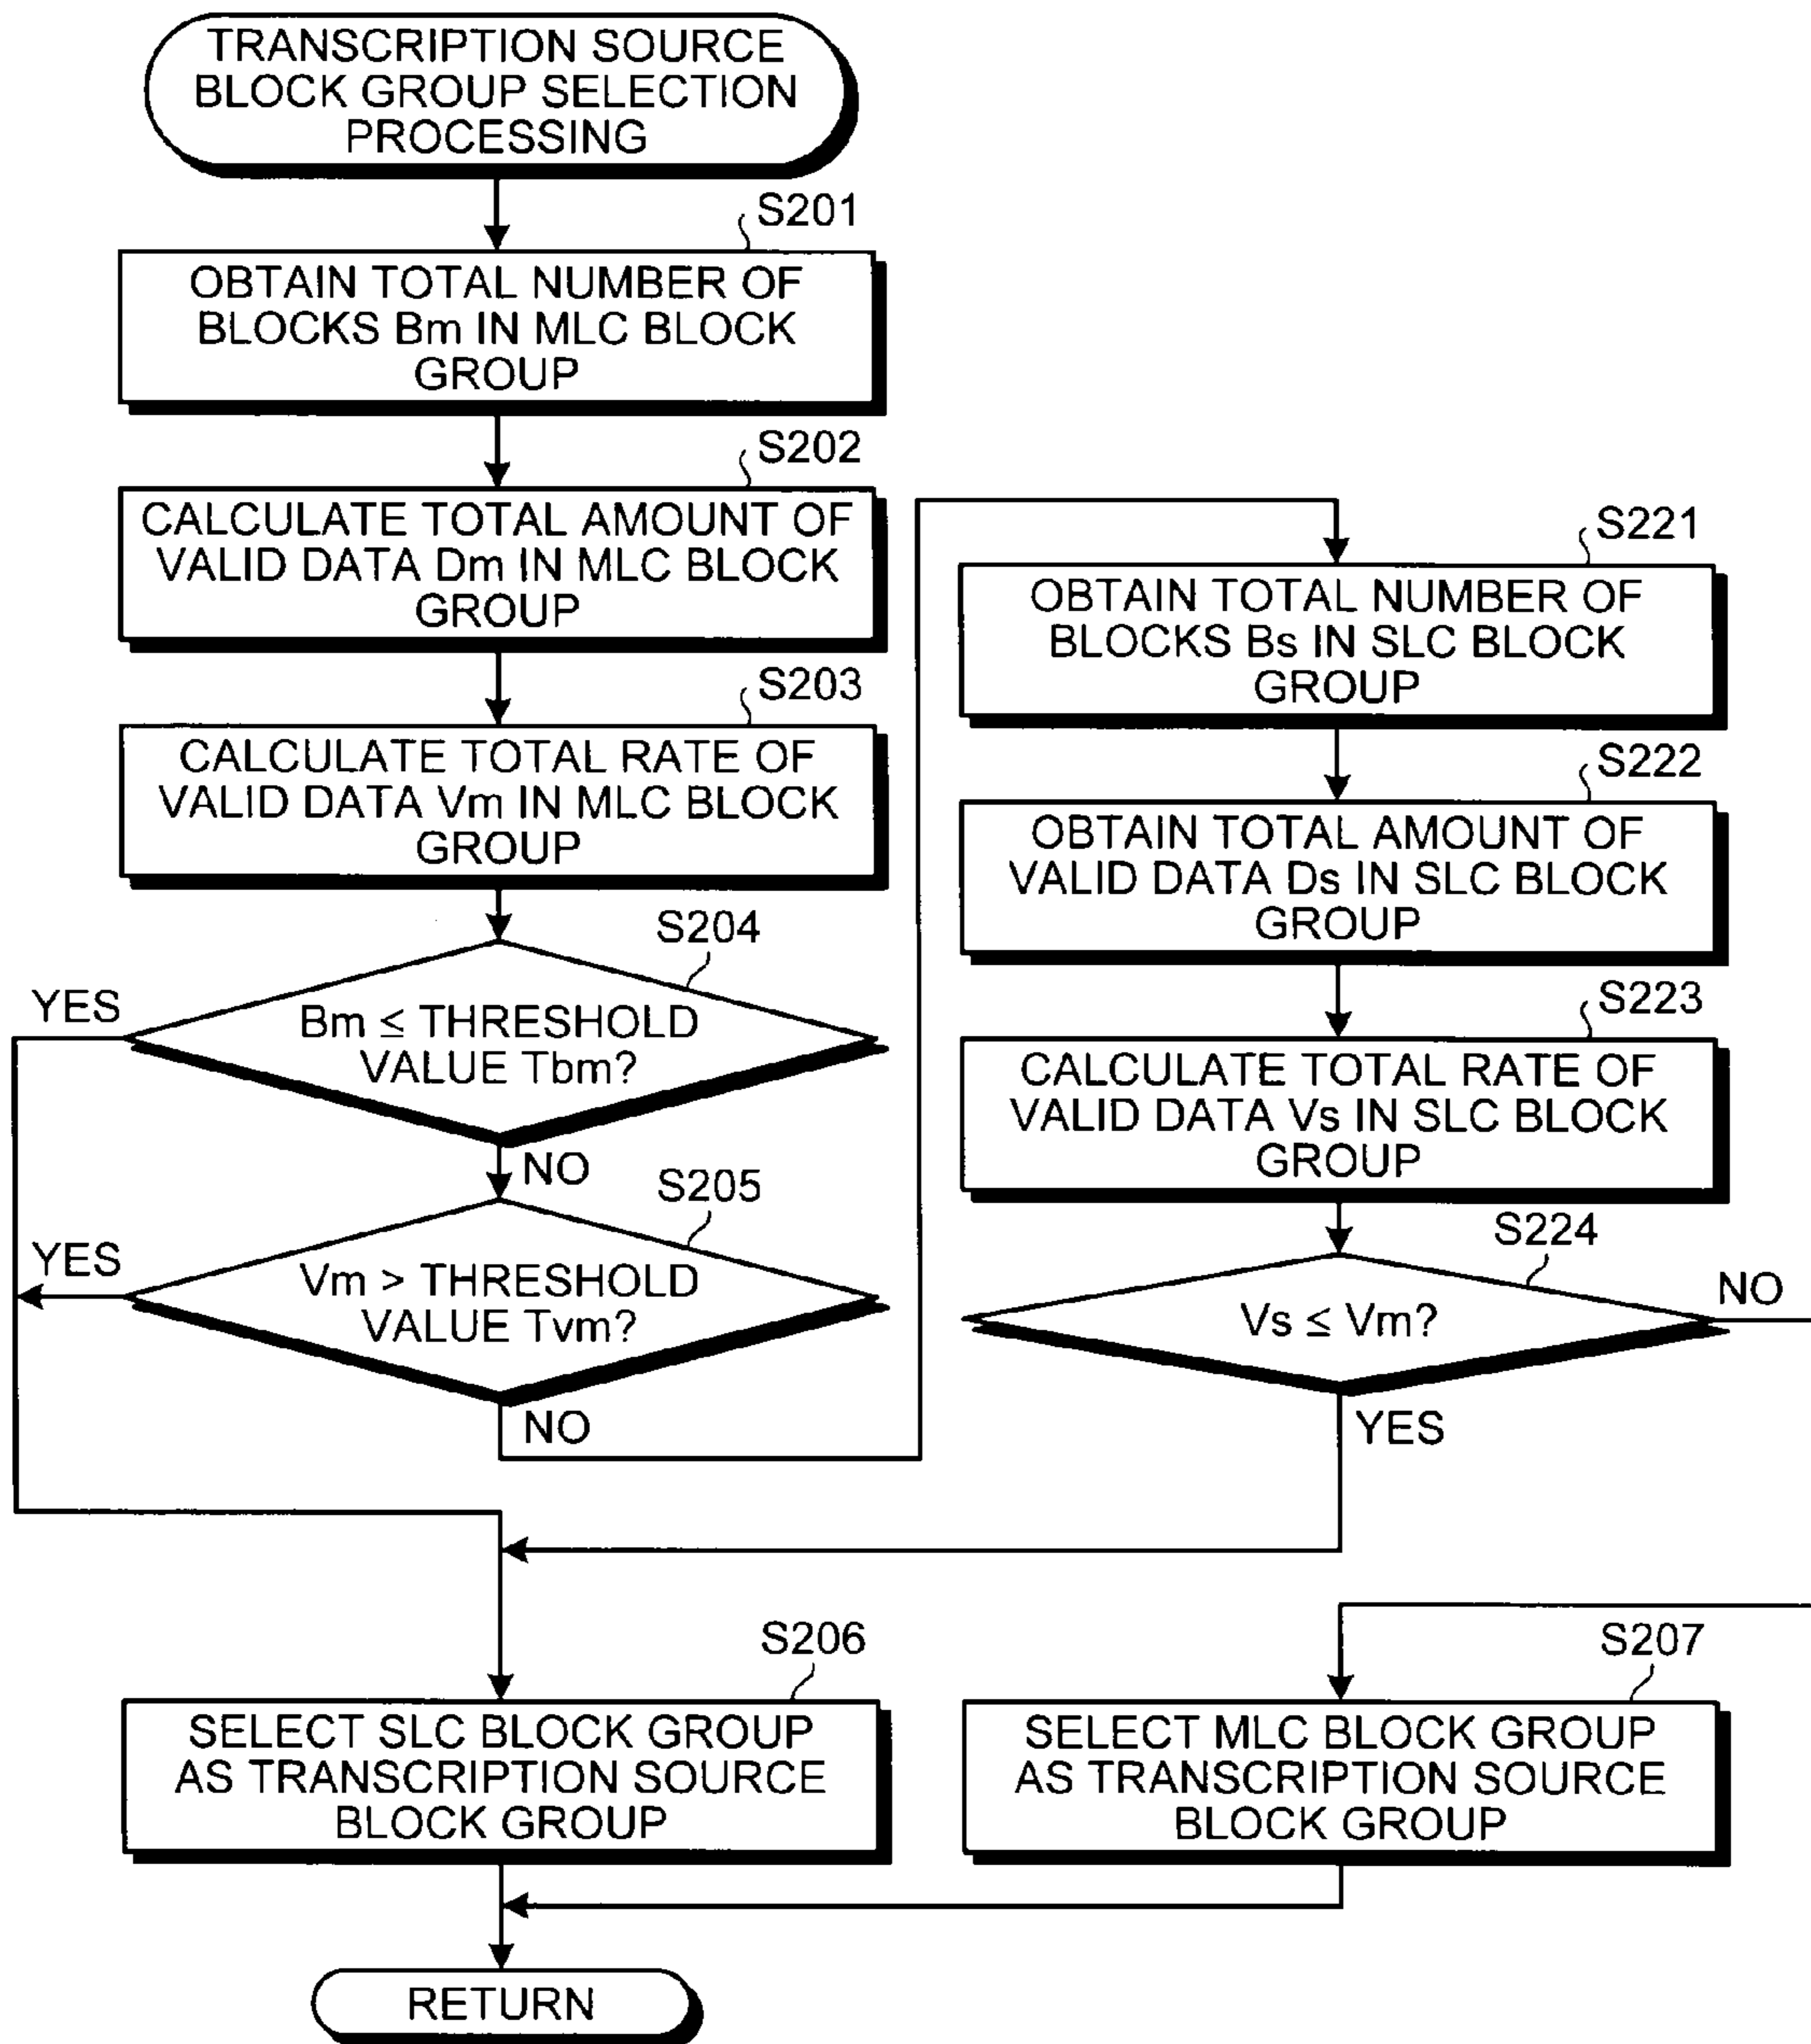 TRANSCRIPTION SOURCE
BLOCK GROUP SELECTION
PROCESSING
S201
OBTAIN TOTAL NUMBER OF
BLOCKS Bm IN MLC BLOCK
GROUP
S202
CALCULATE TOTAL AMOUNT OF
VALID DATA Dm IN MLC BLOCK
GROUP
S203
CALCULATE TOTAL RATE OF
VALID DATA Vm IN MLC BLOCK
GROUP
S204
YES
Bm ≤ THRESHOLD
VALUE Tbm?
NO
S205
YES
Vm > THRESHOLD
VALUE Tvm?
NO
S221
OBTAIN TOTAL NUMBER OF
BLOCKS Bs IN SLC BLOCK
GROUP
S222
OBTAIN TOTAL AMOUNT OF
VALID DATA Ds IN SLC BLOCK
GROUP
S223
CALCULATE TOTAL RATE OF
VALID DATA Vs IN SLC BLOCK
GROUP
S224
NO
Vs ≤ Vm?
YES
S206
SELECT SLC BLOCK GROUP
AS TRANSCRIPTION SOURCE
BLOCK GROUP
S207
SELECT MLC BLOCK GROUP
AS TRANSCRIPTION SOURCE
BLOCK GROUP
RETURN